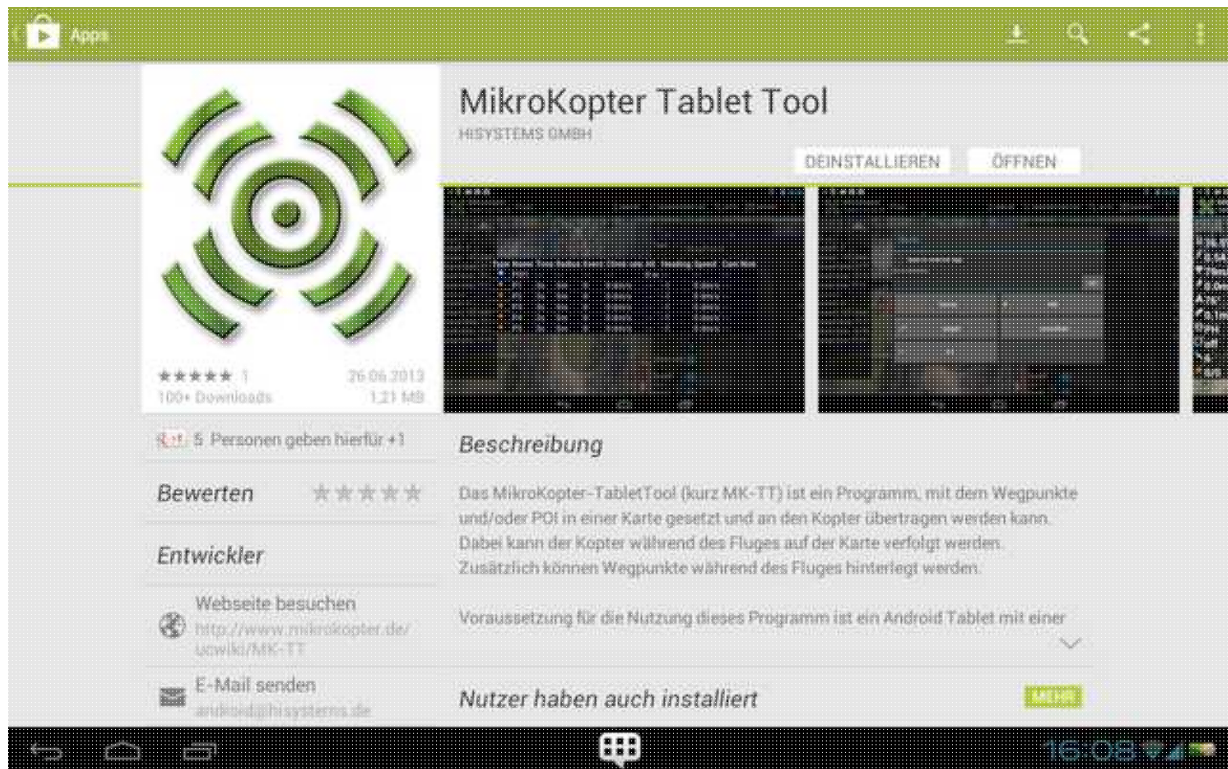 Apps
MikroKopter Tablet Tool
HISYSTEMS GMBH
DEINSTALLIEREN
ÖFFNEN
1
26.06.2013
100+ Downloads
1,21 MB
5 Personen geben hierfür +1
Bewerten
Entwickler
Webseite besuchen
http://www.mikrokopter.de/
ucwiki/MK-TT
E-Mail senden
android@hisystems.de
Beschreibung
Das MikroKopter-TabletTool (kurz MK-TT) ist ein Programm, mit dem Wegpunkte
und/oder POI in einer Karte gesetzt und an den Kopter übertragen werden kann.
Dabei kann der Kopter während des Fluges auf der Karte verfolgt werden.
Zusätzlich können Wegpunkte während des Fluges hinterlegt werden.
Voraussetzung für die Nutzung dieses Programm ist ein Android Tablet mit einer
Nutzer haben auch installiert
MEHR
16:08